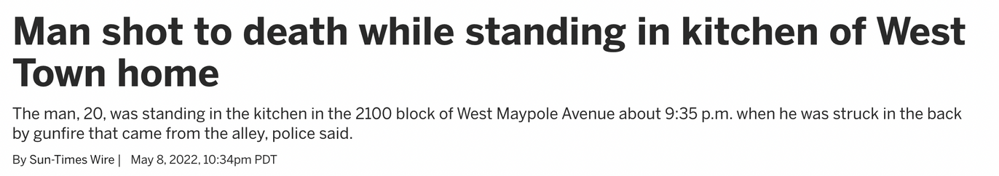 Man shot to death while standing in kitchen of West
Town home
The man, 20, was standing in the kitchen in the 2100 block of West Maypole Avenue about 9:35 p.m. when he was struck in the back
by gunfire that came from the alley, police said.
By Sun-Times Wire | May 8, 2022, 10:34pm PDT